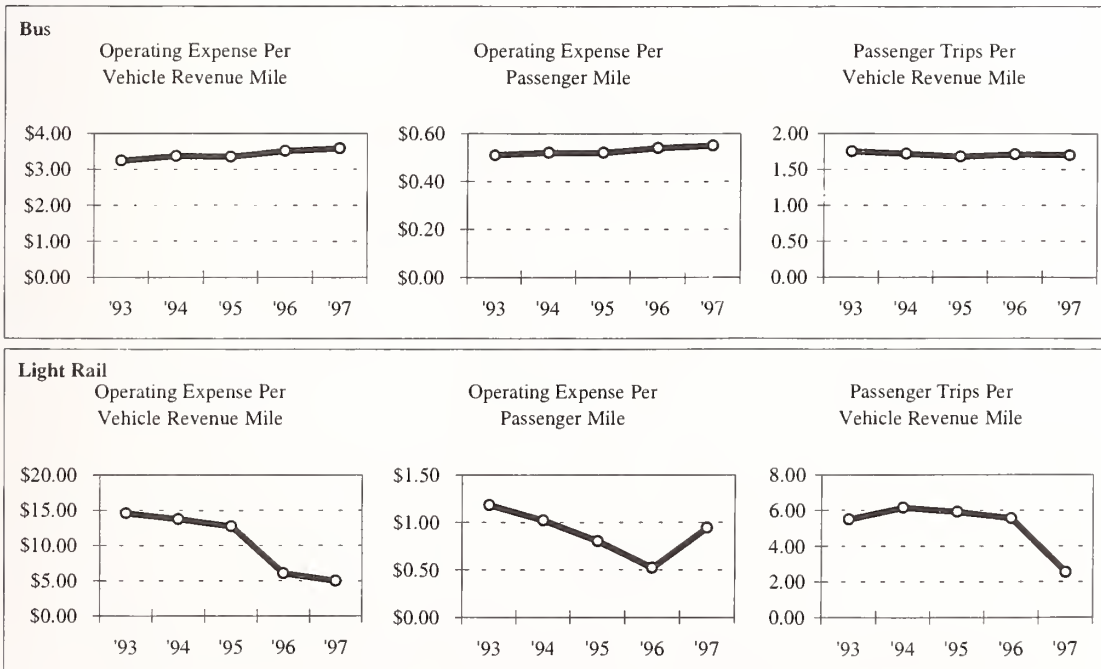 Bus
Operating Expense Per
Vehicle Revenue Mile
$4.00
$3.00
$2.00
$1.00
$0.00
'93 '94 '95 '96 '97
Operating Expense Per
Passenger Mile
$0.60
$0.40
$0.20
$0.00
'93 '94 '95 '96 '97
Passenger Trips Per
Vehicle Revenue Mile
2.00
1.50
1.00
0.50
0.00
'93 '94 '95 '96 '97
Light Rail
Operating Expense Per
Vehicle Revenue Mile
$20.00
$15.00
$10.00
$5.00
$0.00
'93 '94 '95 '96 '97
Operating Expense Per
Passenger Mile
$1.50
$1.00
$0.50
$0.00
'93 '94 '95 '96 '97
Passenger Trips Per
Vehicle Revenue Mile
8.00
6.00
4.00
2.00
0.00
'93 '94 '95 '96 '97